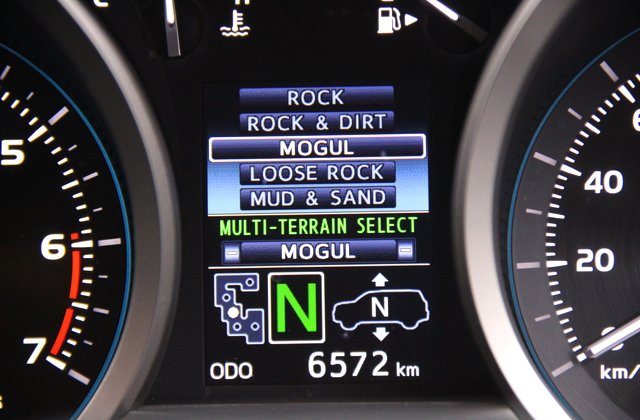 H
ROCK
ROCK & DIRT
MOGUL
LOOSE ROCK
MUD & SAND
MULTI-TERRAIN SELECT
MOGUL
N
N
ODO 6572 km
5
6
7
40
20
0
km/